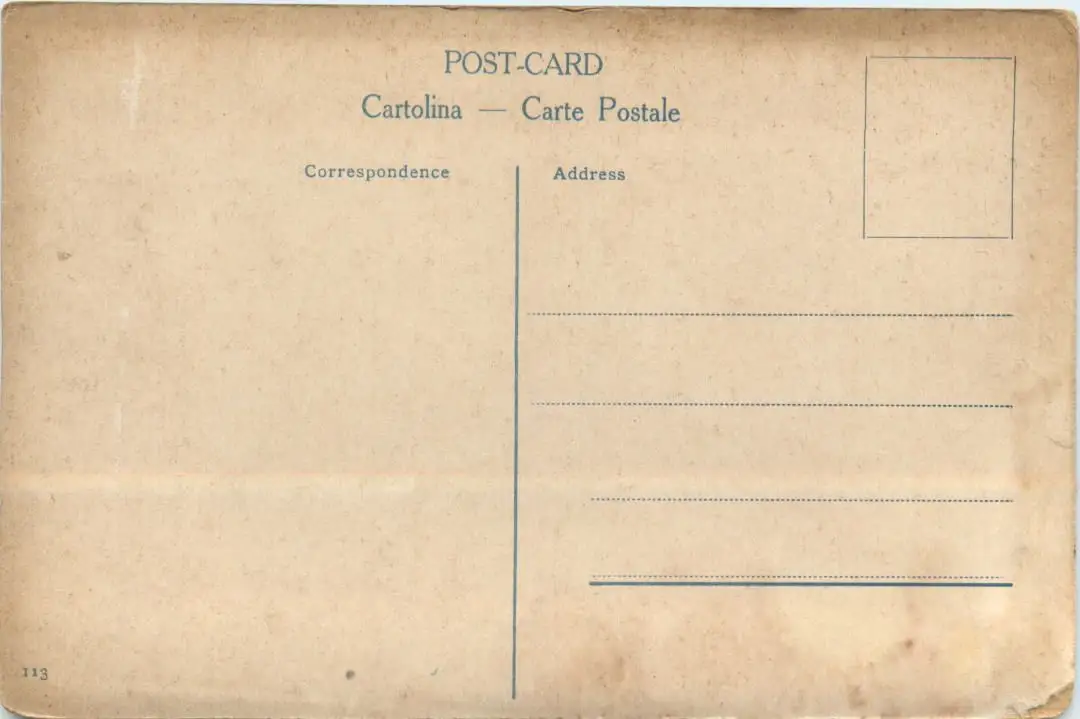 POST-CARD
Cartolina — Carte Postale
Correspondence
Address
113